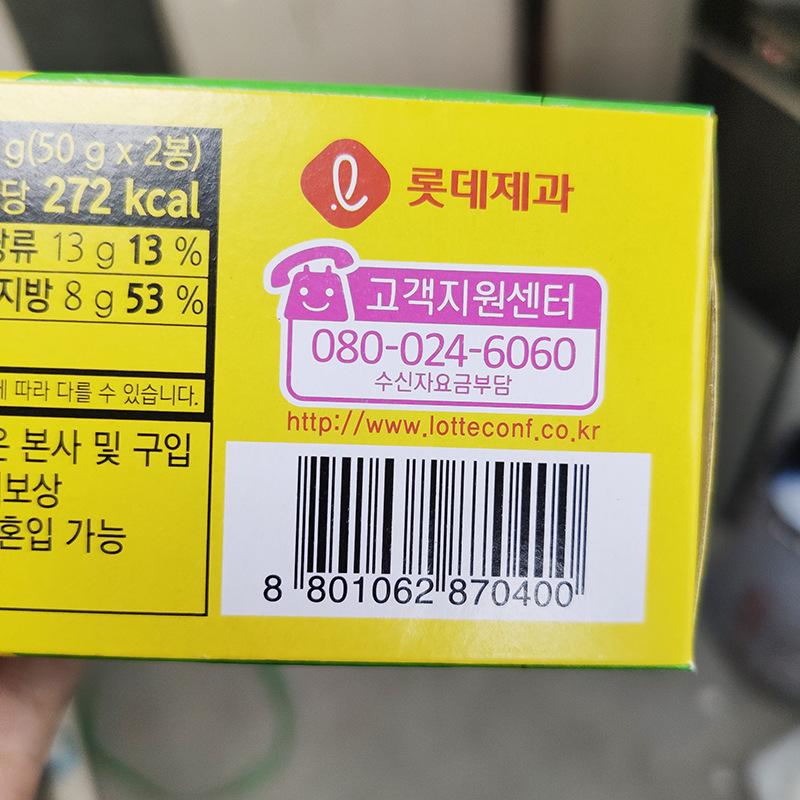 g(50 g x 2봉)
당 272 kcal
류 13 g 13 %
지방 8 g 53 %
따라 다를 수 있습니다.
은 본사 및 구입
보상
혼입 가능
롯데제과
고객지원센터
080-024-6060
수신자요금부담
http://www.lotteconf.co.kr
8 801062 870400